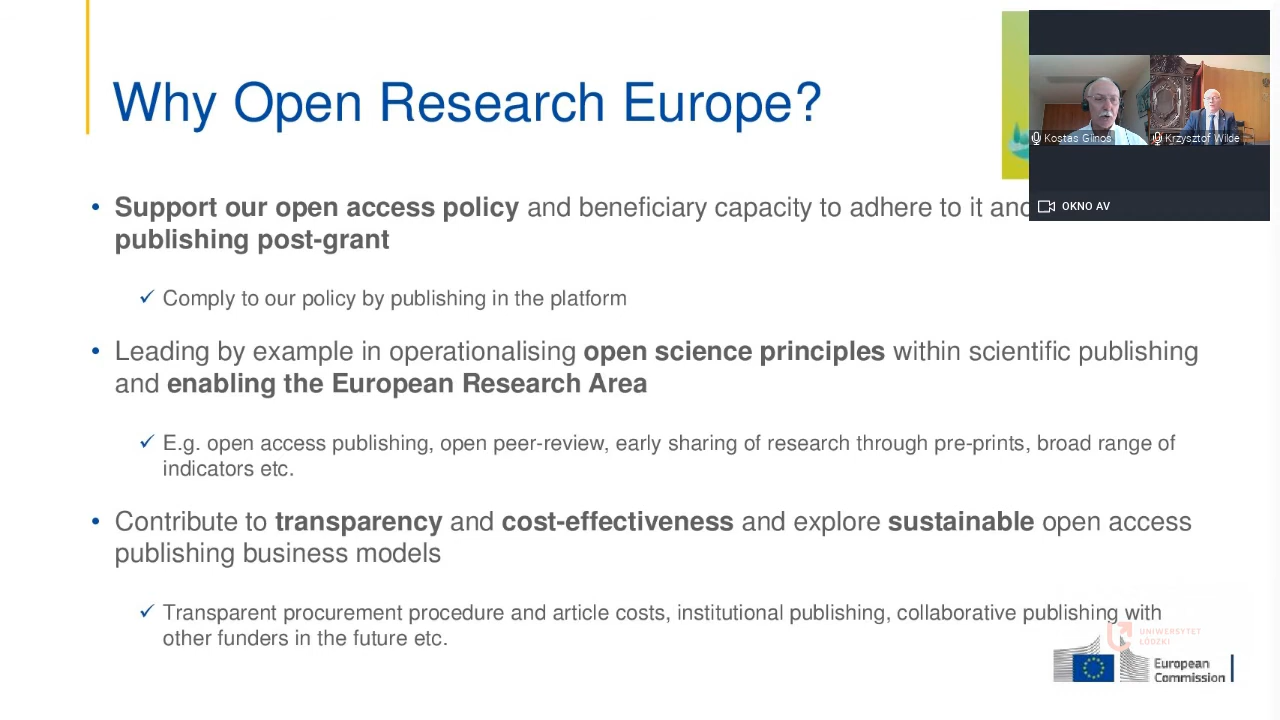 Why Open Research Europe?
Kostas Glinos
Krzysztof Wilde
OKNO AV
• Support our open access policy and beneficiary capacity to adhere to it and
publishing post-grant
✓ Comply to our policy by publishing in the platform
• Leading by example in operationalising open science principles within scientific publishing
and enabling the European Research Area
✓ E.g. open access publishing, open peer-review, early sharing of research through pre-prints, broad range of
indicators etc.
• Contribute to transparency and cost-effectiveness and explore sustainable open access
publishing business models
✓ Transparent procurement procedure and article costs, institutional publishing, collaborative publishing with
other funders in the future etc.
UNIWERSYTET
ŁÓDZKI
European
Commission